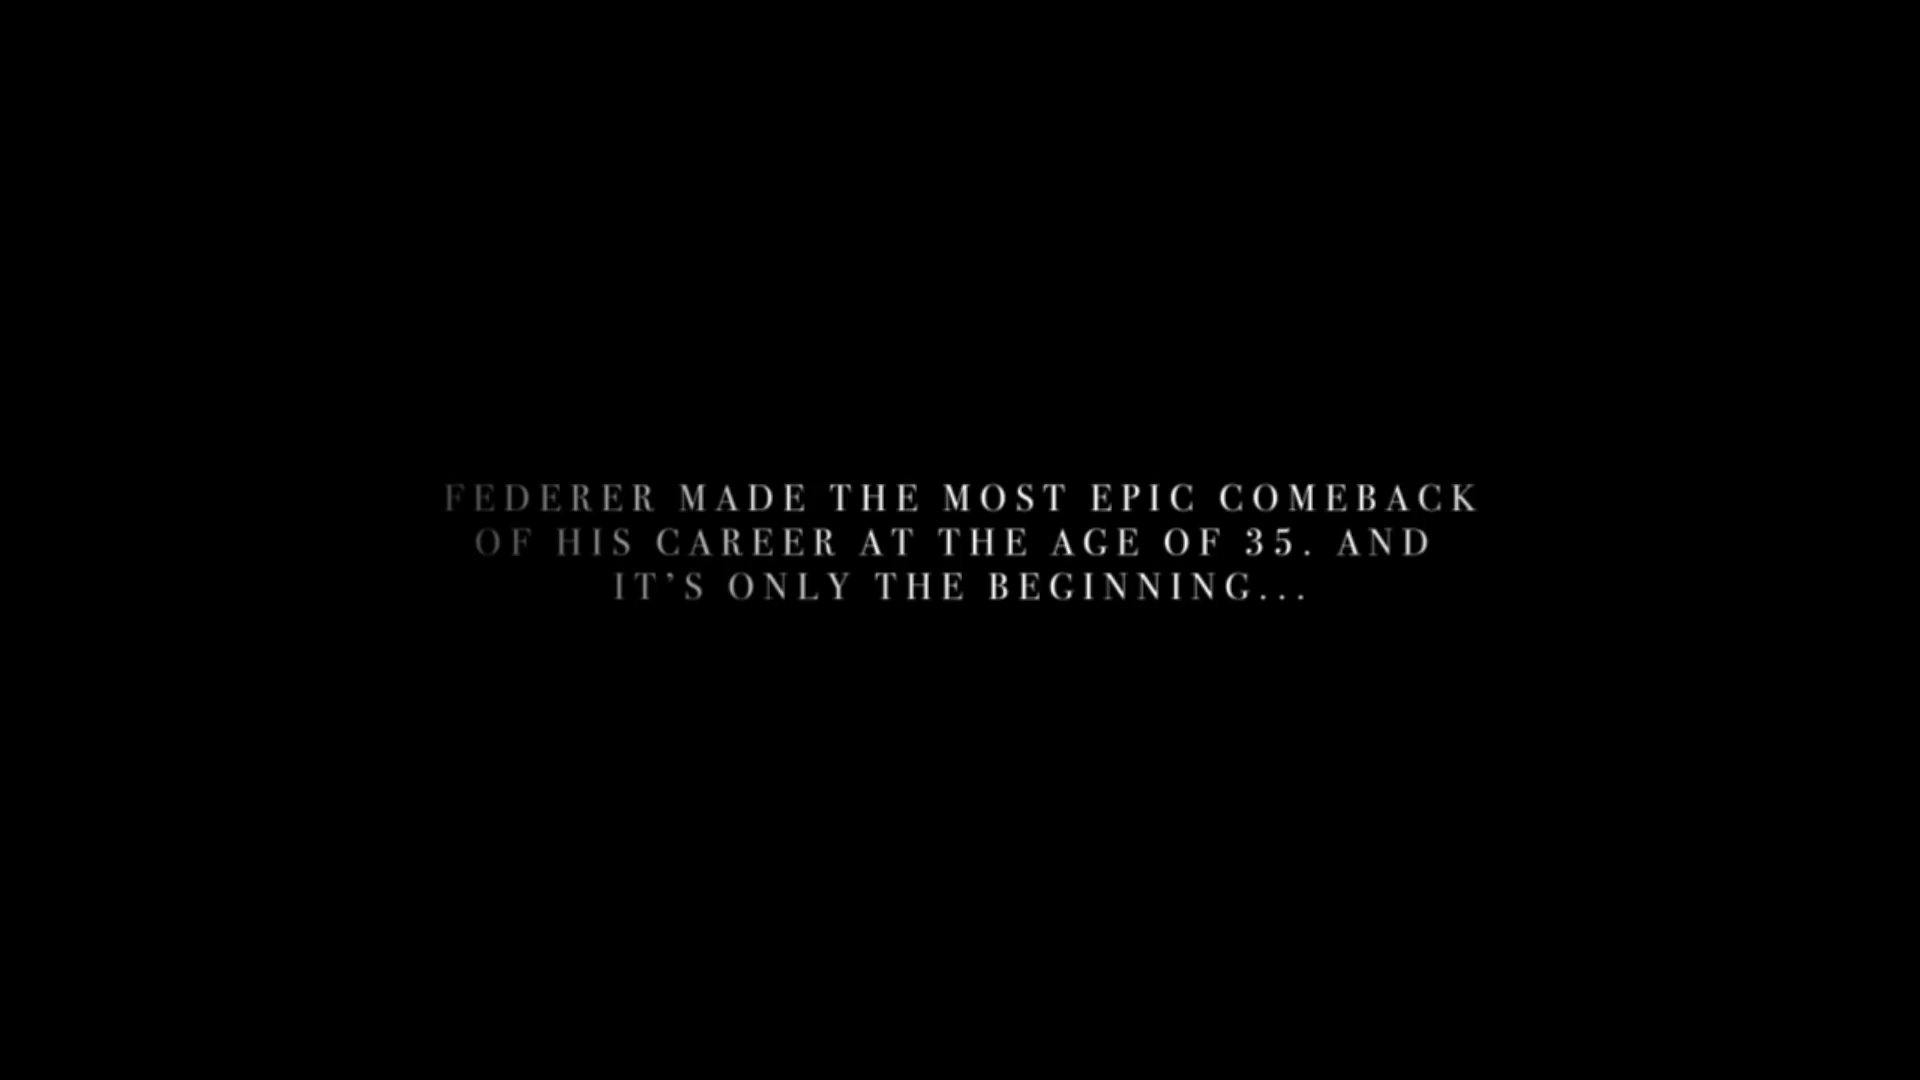 FEDERER MADE THE MOST EPIC COMEBACK
OF HIS CAREER AT THE AGE OF 35. AND
IT’S ONLY THE BEGINNING...